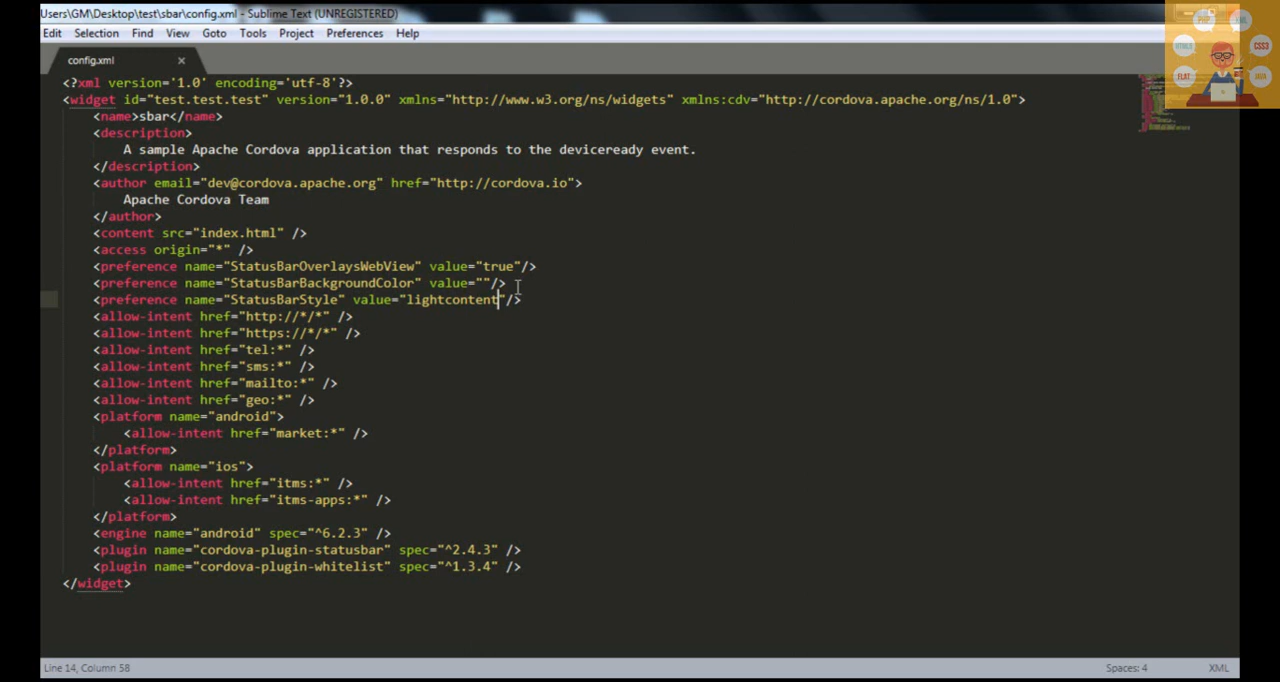 Users\GM\Desktop\test\sbar\config.xml - Sublime Text (UNREGISTERED)
Edit Selection Find View Goto Tools Project Preferences Help
config.xml ×
<?xml version='1.0' encoding='utf-8'?>
<widget id="test.test.test" version="1.0.0" xmlns="http://www.w3.org/ns/widgets" xmlns:cdv="http://cordova.apache.org/ns/1.0">
    <name>sbar</name>
    <description>
        A sample Apache Cordova application that responds to the deviceready event.
    </description>
    <author email="dev@cordova.apache.org" href="http://cordova.io">
        Apache Cordova Team
    </author>
    <content src="index.html" />
    <access origin="*" />
    <preference name="StatusBarOverlaysWebView" value="true"/>
    <preference name="StatusBarBackgroundColor" value=""/>
    <preference name="StatusBarStyle" value="lightcontent"/>
    <allow-intent href="http://*/*" />
    <allow-intent href="https://*/*" />
    <allow-intent href="tel:*" />
    <allow-intent href="sms:*" />
    <allow-intent href="mailto:*" />
    <allow-intent href="geo:*" />
    <platform name="android">
        <allow-intent href="market:*" />
    </platform>
    <platform name="ios">
        <allow-intent href="itms:*" />
        <allow-intent href="itms-apps:*" />
    </platform>
    <engine name="android" spec="^6.2.3" />
    <plugin name="cordova-plugin-statusbar" spec="^2.4.3" />
    <plugin name="cordova-plugin-whitelist" spec="^1.3.4" />
</widget>
PHP XML
HTML5 CSS3
FLAT JAVA
Line 14, Column 58 Spaces: 4 XML